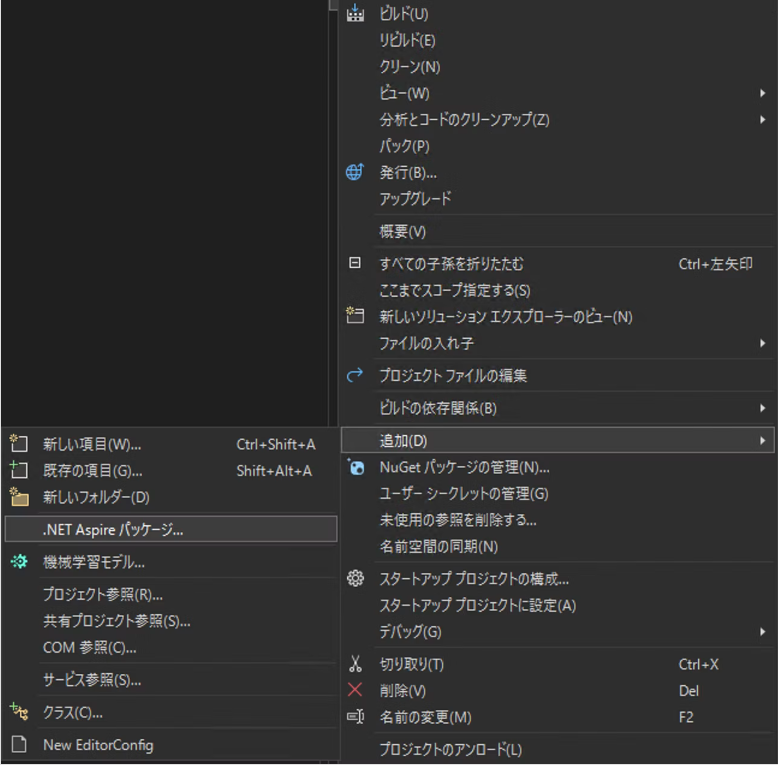 ビルド(U)
リビルド(E)
クリーン(N)
ビュー(W)
分析とコードのクリーンアップ(Z)
パック(P)
発行(B)...
アップグレード
概要(V)
すべての子孫を折りたたむ Ctrl+左矢印
ここまでスコープ指定する(S)
新しいソリューション エクスプローラーのビュー(N)
ファイルの入れ子
プロジェクト ファイルの編集
ビルドの依存関係(B)
追加(D)
NuGet パッケージの管理(N)...
ユーザー シークレットの管理(G)
未使用の参照を削除する...
名前空間の同期(N)
スタートアップ プロジェクトの構成...
スタートアップ プロジェクトに設定(A)
デバッグ(G)
切り取り(T) Ctrl+X
削除(V) Del
名前の変更(M) F2
プロジェクトのアンロード(L)
新しい項目(W)... Ctrl+Shift+A
既存の項目(G)... Shift+Alt+A
新しいフォルダー(D)
.NET Aspire パッケージ...
機械学習モデル...
プロジェクト参照(R)...
共有プロジェクト参照(S)...
COM 参照(C)...
サービス参照(S)...
クラス(C)...
New EditorConfig